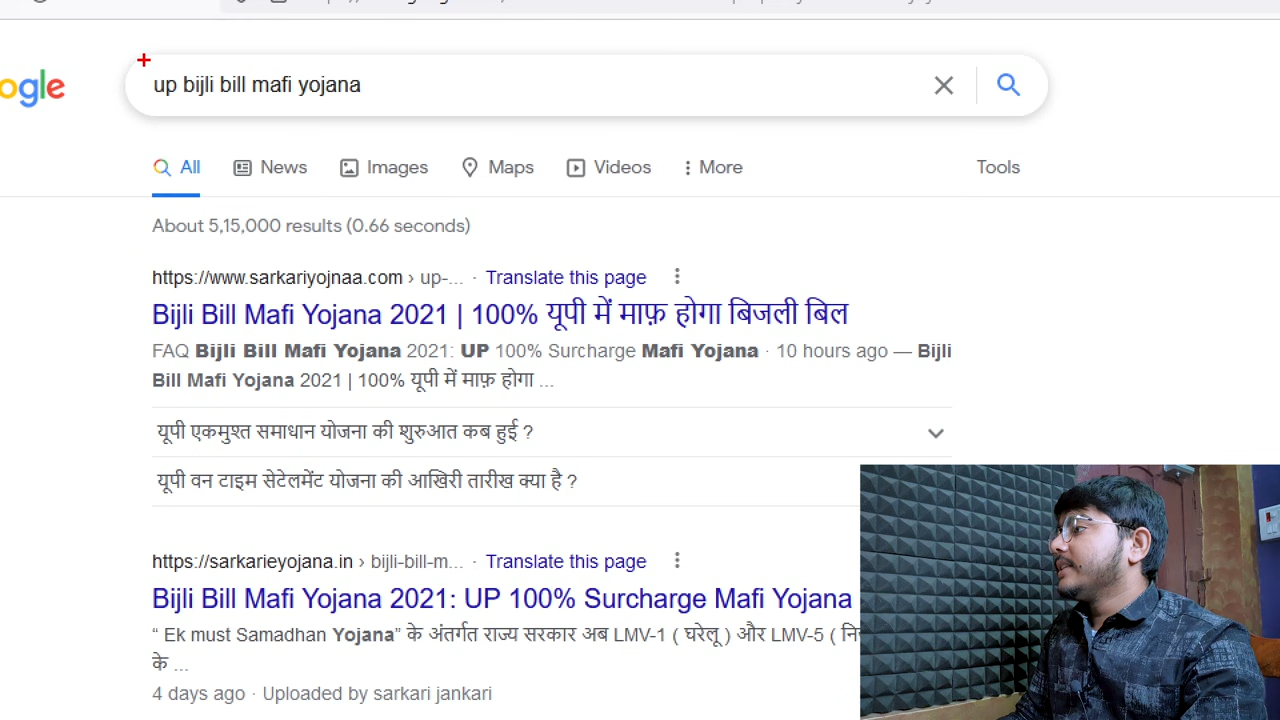 ogle
up bijli bill mafi yojana
All News Images Maps Videos More Tools
About 5,15,000 results (0.66 seconds)
https://www.sarkariyojnaa.com › up-... · Translate this page
Bijli Bill Mafi Yojana 2021 | 100% यूपी में माफ़ होगा बिजली बिल
FAQ Bijli Bill Mafi Yojana 2021: UP 100% Surcharge Mafi Yojana · 10 hours ago — Bijli
Bill Mafi Yojana 2021 | 100% यूपी में माफ़ होगा ...
यूपी एकमुश्त समाधान योजना की शुरुआत कब हुई ?
यूपी वन टाइम सेटेलमेंट योजना की आखिरी तारीख क्या है ?
https://sarkarieyojana.in › bijli-bill-m... · Translate this page
Bijli Bill Mafi Yojana 2021: UP 100% Surcharge Mafi Yojana
“ Ek must Samadhan Yojana” के अंतर्गत राज्य सरकार अब LMV-1 ( घरेलू ) और LMV-5 (
के ...
4 days ago · Uploaded by sarkari jankari